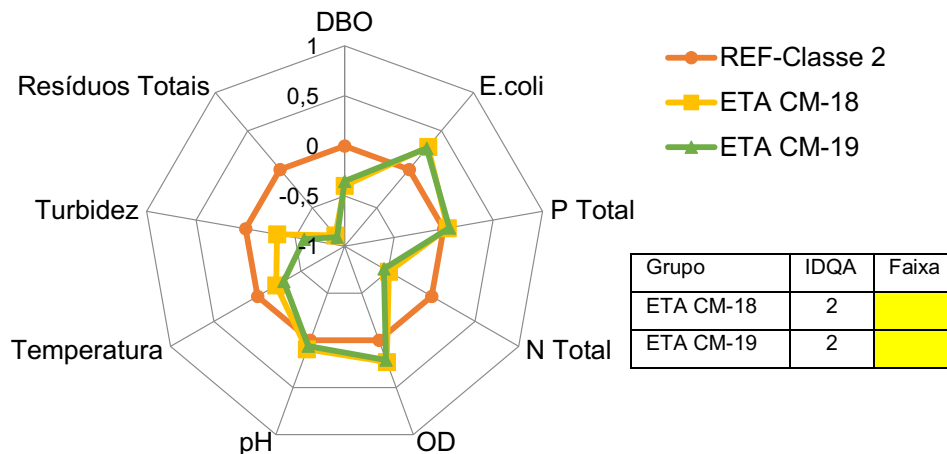 DBO
1
0,5
0
-0,5
-1
E.coli
P Total
N Total
OD
pH
Temperatura
Turbidez
Resíduos Totais
REF-Classe 2
ETA CM-18
ETA CM-19
Grupo IDQA Faixa
ETA CM-18 2
ETA CM-19 2